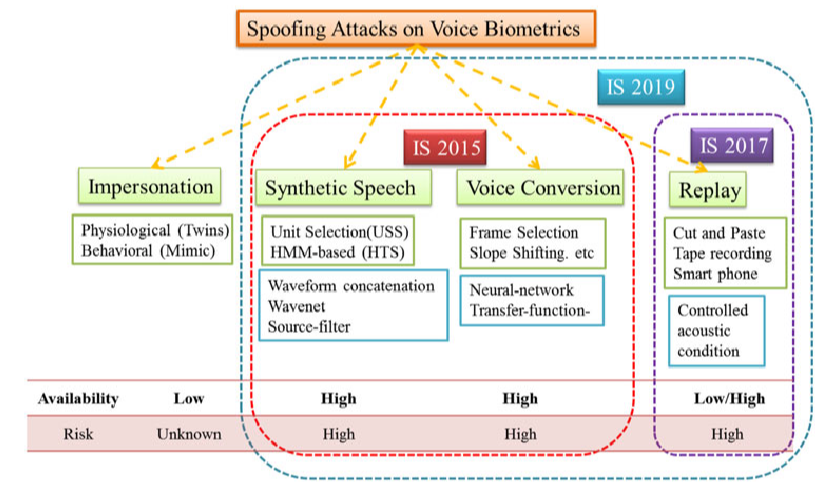 Spoofing Attacks on Voice Biometrics
IS 2019
IS 2015
IS 2017
Impersonation
Synthetic Speech
Voice Conversion
Replay
Physiological (Twins)
Behavioral (Mimic)
Unit Selection(USS)
HMM-based (HTS)
Frame Selection
Slope Shifting. etc
Cut and Paste
Tape recording
Smart phone
Waveform concatenation
Wavenet
Source-filter
Neural-network
Transfer-function-
Controlled
acoustic
condition
Availability Low High High Low/High
Risk Unknown High High High